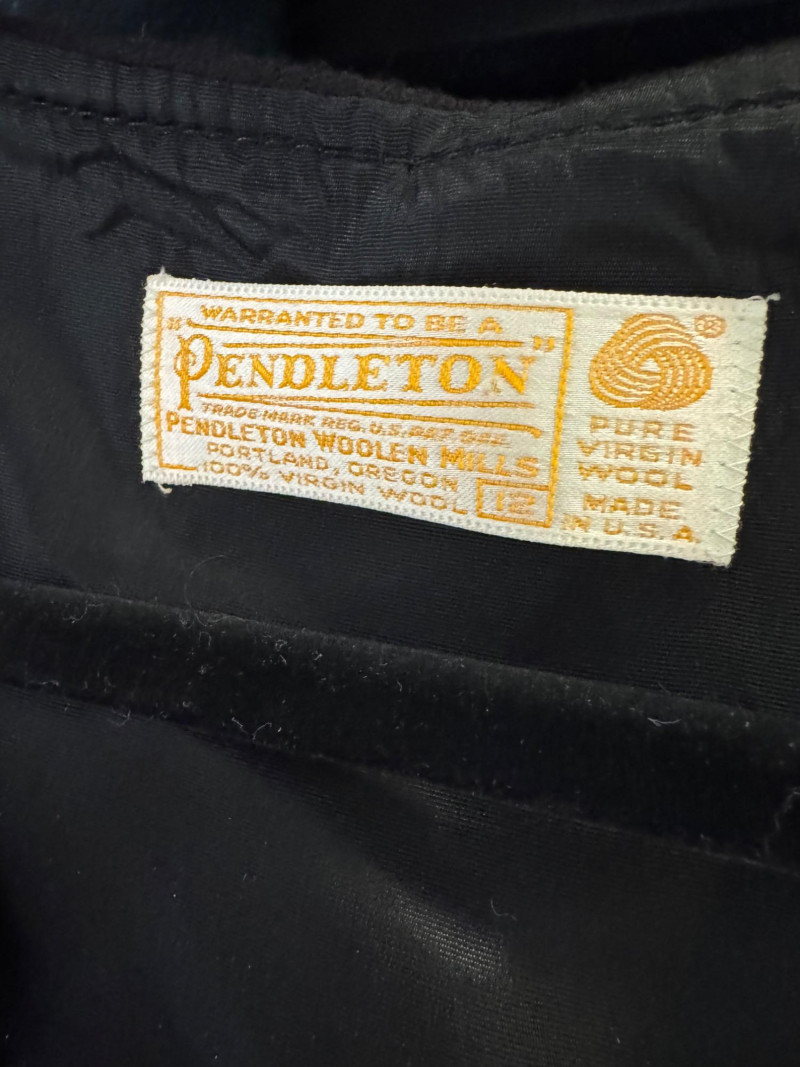 WARRANTED TO BE A
"PENDLETON"
TRADE MARK REG. U.S. PAT. OFF.
PENDLETON WOOLEN MILLS
PORTLAND, OREGON
100% VIRGIN WOOL
12
®
PURE
VIRGIN
WOOL
MADE
IN U.S.A.